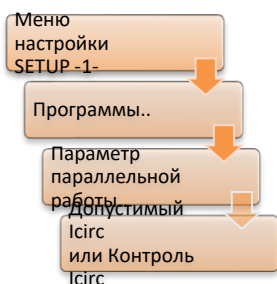 Меню
настройки
SETUP -1-
Программы..
Параметр
параллельной
работы..
Допустимый
Icirc
или Контроль
Icirc